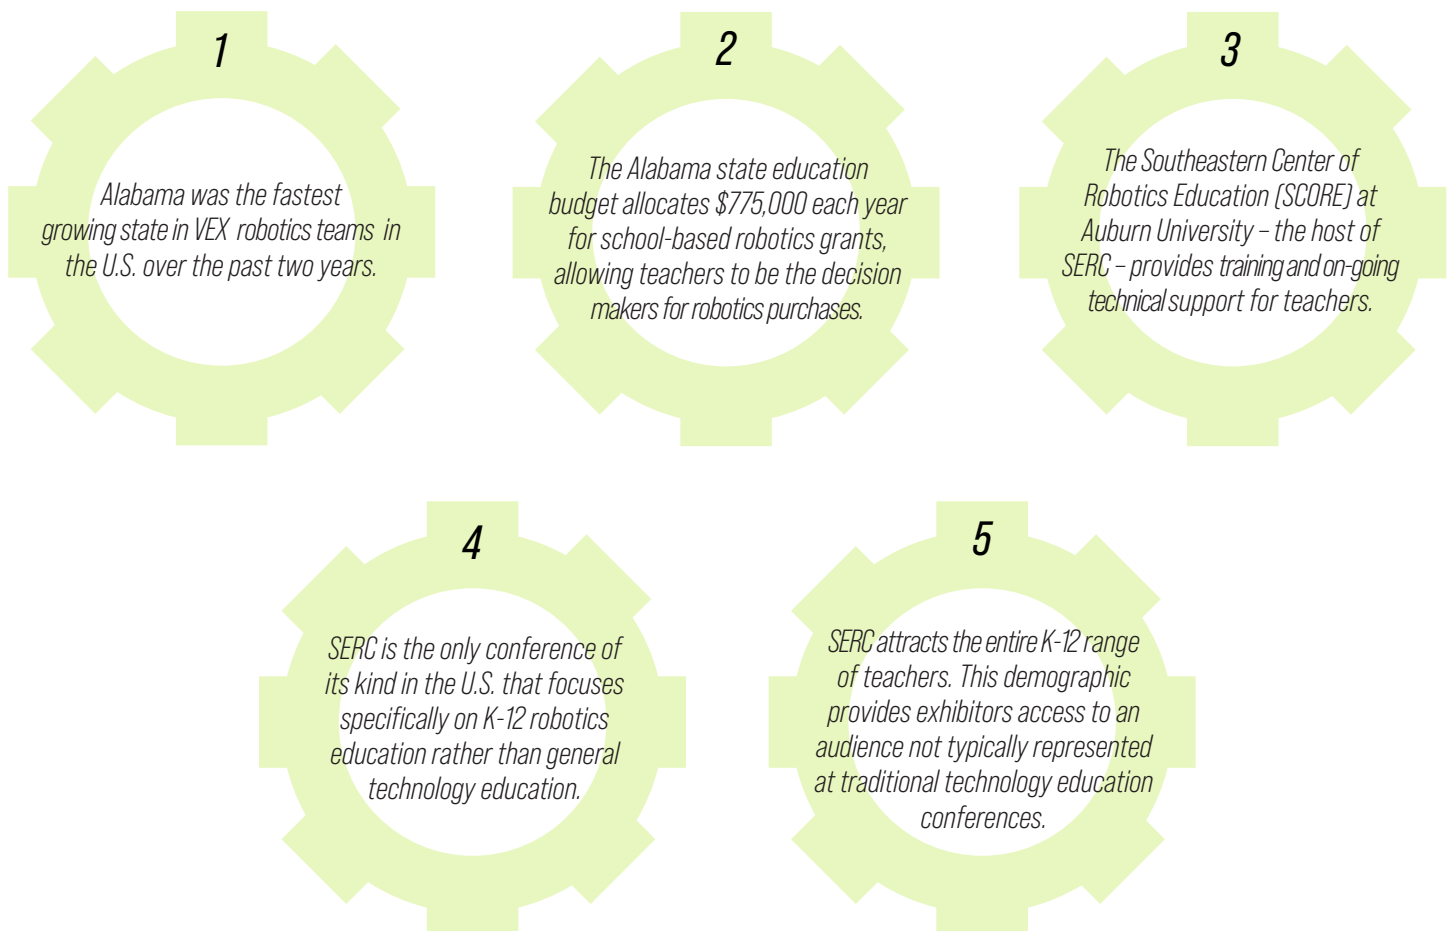 1
Alabama was the fastest
growing state in VEX robotics teams in
the U.S. over the past two years.
2
The Alabama state education
budget allocates $775,000 each year
for school-based robotics grants,
allowing teachers to be the decision
makers for robotics purchases.
3
The Southeastern Center of
Robotics Education (SCORE) at
Auburn University – the host of
SERC – provides training and on-going
technical support for teachers.
4
SERC is the only conference of
its kind in the U.S. that focuses
specifically on K-12 robotics
education rather than general
technology education.
5
SERC attracts the entire K-12 range
of teachers. This demographic
provides exhibitors access to an
audience not typically represented
at traditional technology education
conferences.